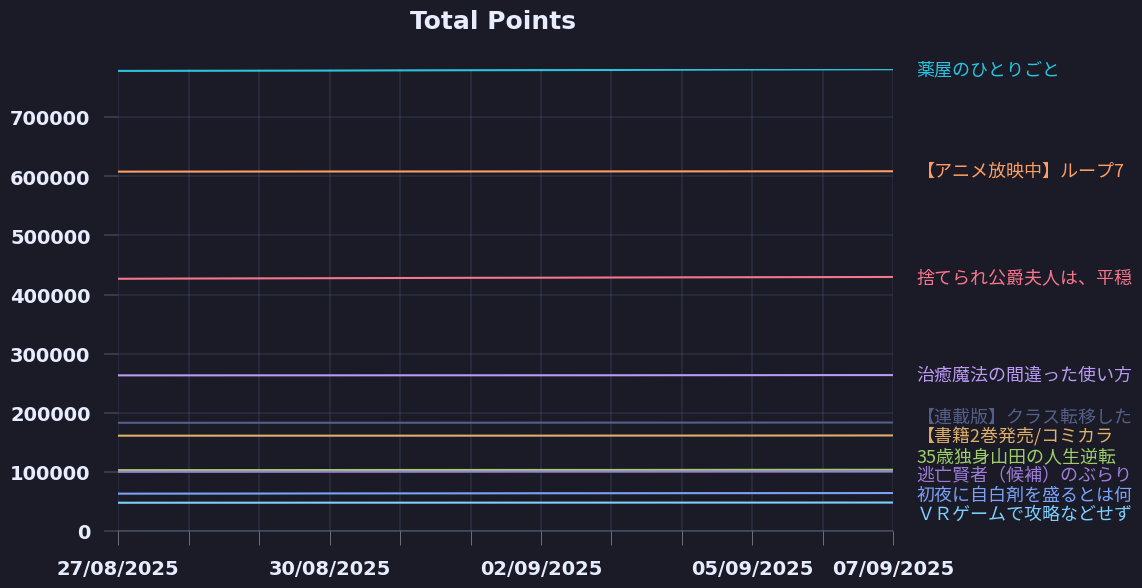 Total Points
薬屋のひとりごと
700000
【アニメ放映中】ループ7
600000
500000
捨てられ公爵夫人は、平穏
400000
300000
治癒魔法の間違った使い方
200000
【連載版】クラス転移した
【書籍2巻発売/コミカラ
35歳独身山田の人生逆転
100000
逃亡賢者（候補）のぶらり
初夜に自白剤を盛るとは何
ＶＲゲームで攻略などせず
0
27/08/2025 30/08/2025 02/09/2025 05/09/2025 07/09/2025